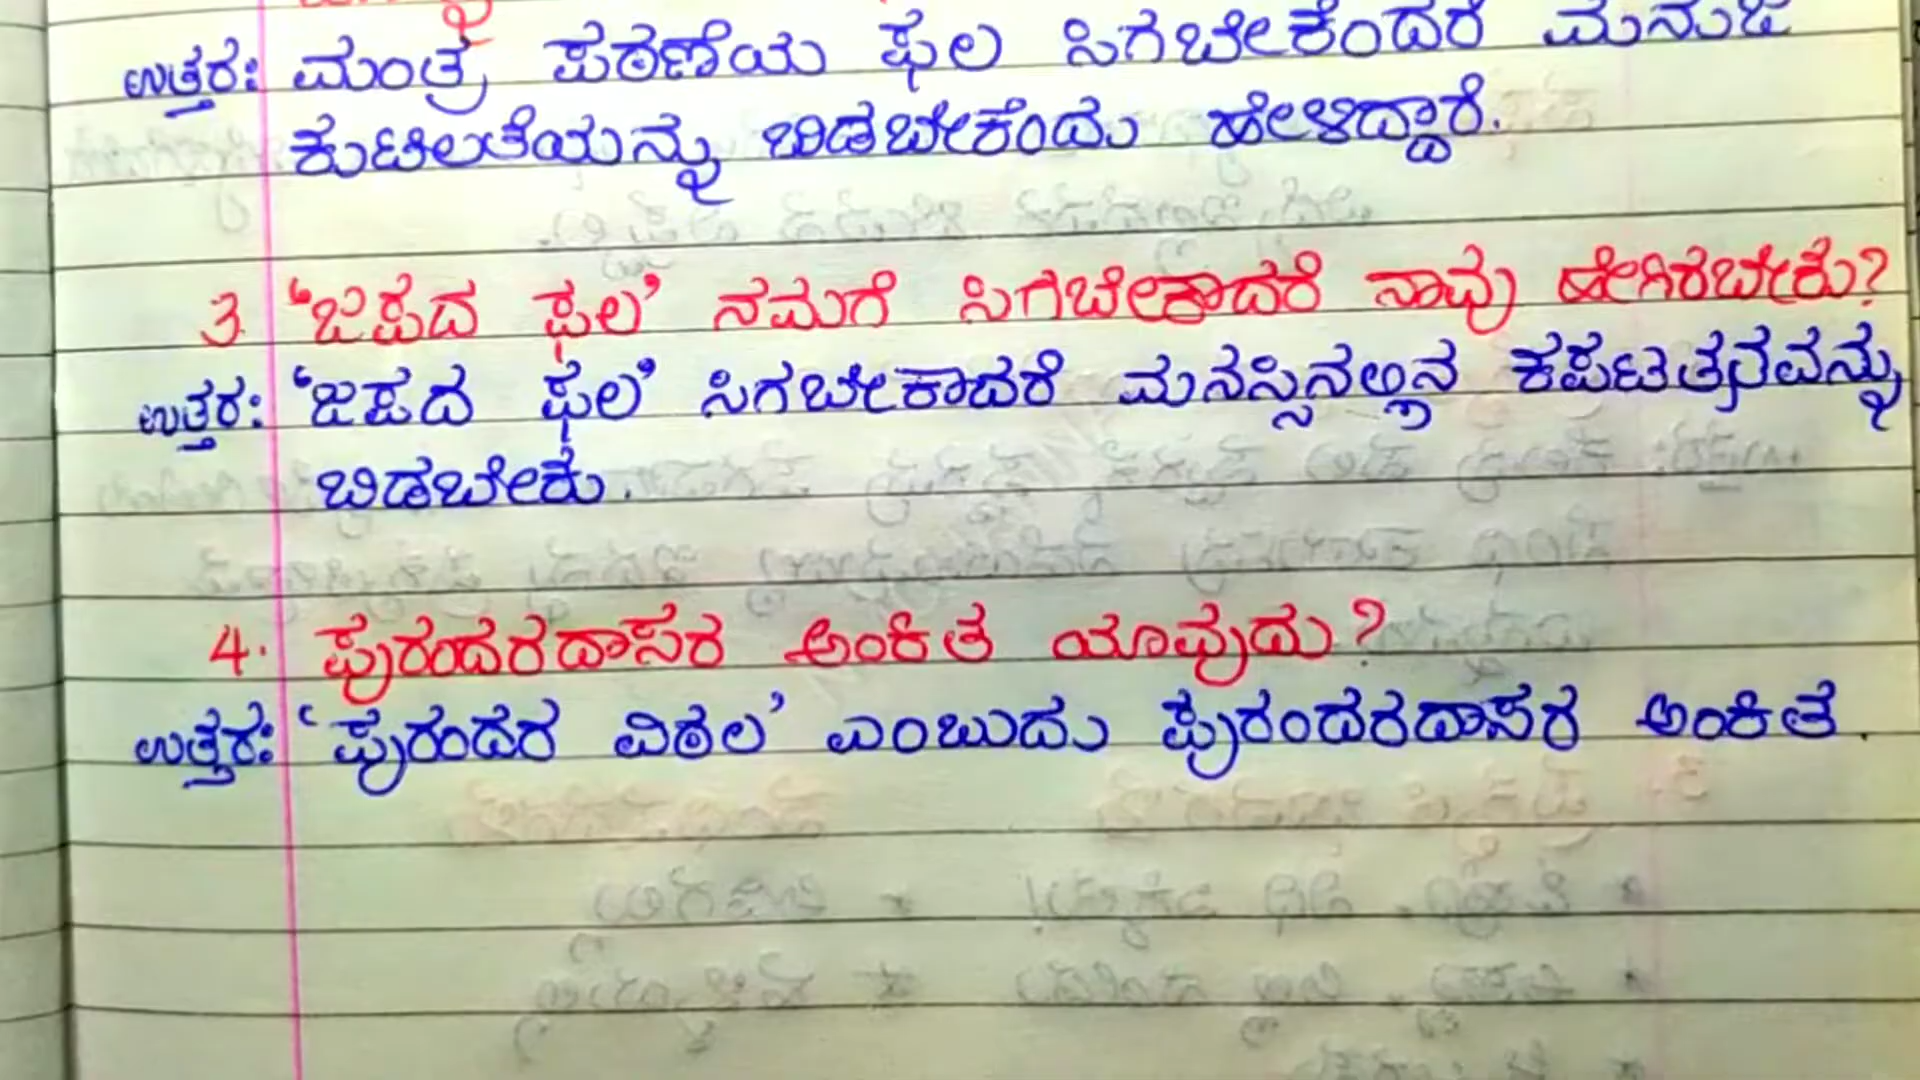 ಉತ್ತರ: ಮಂತ್ರ ಪಠಣೆಯ ಫಲ ಸಿಗಬೇಕೆಂದರೆ ಮನುಜ
ಕುಟಿಲತೆಯನ್ನು ಬಿಡಬೇಕೆಂದು ಹೇಳಿದ್ದಾರೆ.
3. 'ಜಪದ ಫಲ' ನಮಗೆ ಸಿಗಬೇಕಾದರೆ ನಾವು ಹೇಗಿರಬೇಕು?
ಉತ್ತರ: 'ಜಪದ ಫಲ' ಸಿಗಬೇಕಾದರೆ ಮನಸ್ಸಿನಲ್ಲಿನ ಕಪಟತನವನ್ನು
ಬಿಡಬೇಕು.
4. ಪುರಂದರದಾಸರ ಅಂಕಿತ ಯಾವುದು?
ಉತ್ತರ: 'ಪುರಂದರ ವಿಠಲ' ಎಂಬುದು ಪುರಂದರದಾಸರ ಅಂಕಿತ.